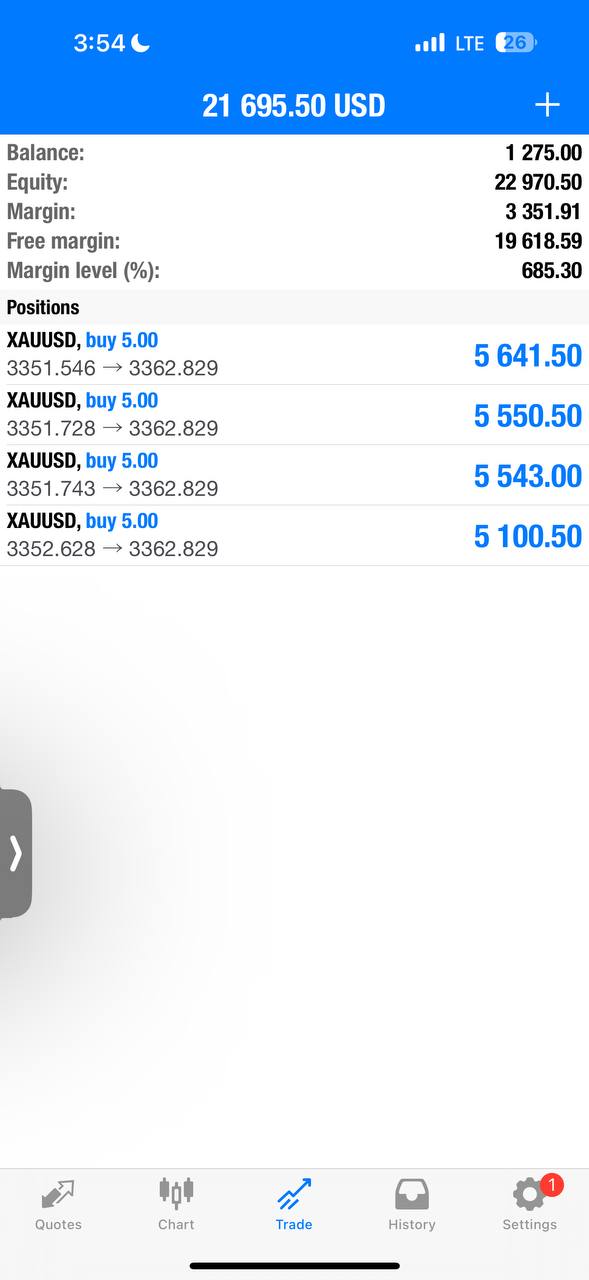 3:54 LTE 26
21 695.50 USD +
Balance: 1 275.00
Equity: 22 970.50
Margin: 3 351.91
Free margin: 19 618.59
Margin level (%): 685.30
Positions
XAUUSD, buy 5.00
3351.546 → 3362.829 5 641.50
XAUUSD, buy 5.00
3351.728 → 3362.829 5 550.50
XAUUSD, buy 5.00
3351.743 → 3362.829 5 543.00
XAUUSD, buy 5.00
3352.628 → 3362.829 5 100.50
1
Quotes Chart Trade History Settings